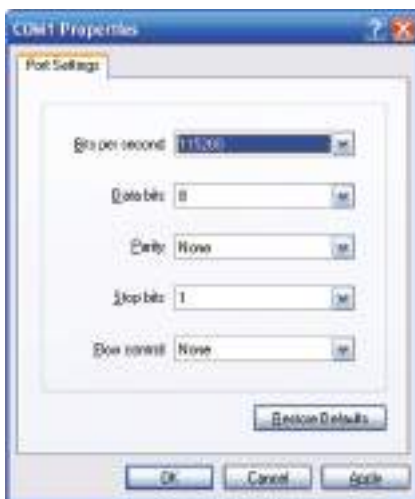 COM1 Properties
Port Settings
Bits per second 115200
Data bits 8
Parity None
Stop bits 1
Flow control None
Restore Defaults
OK Cancel Apply